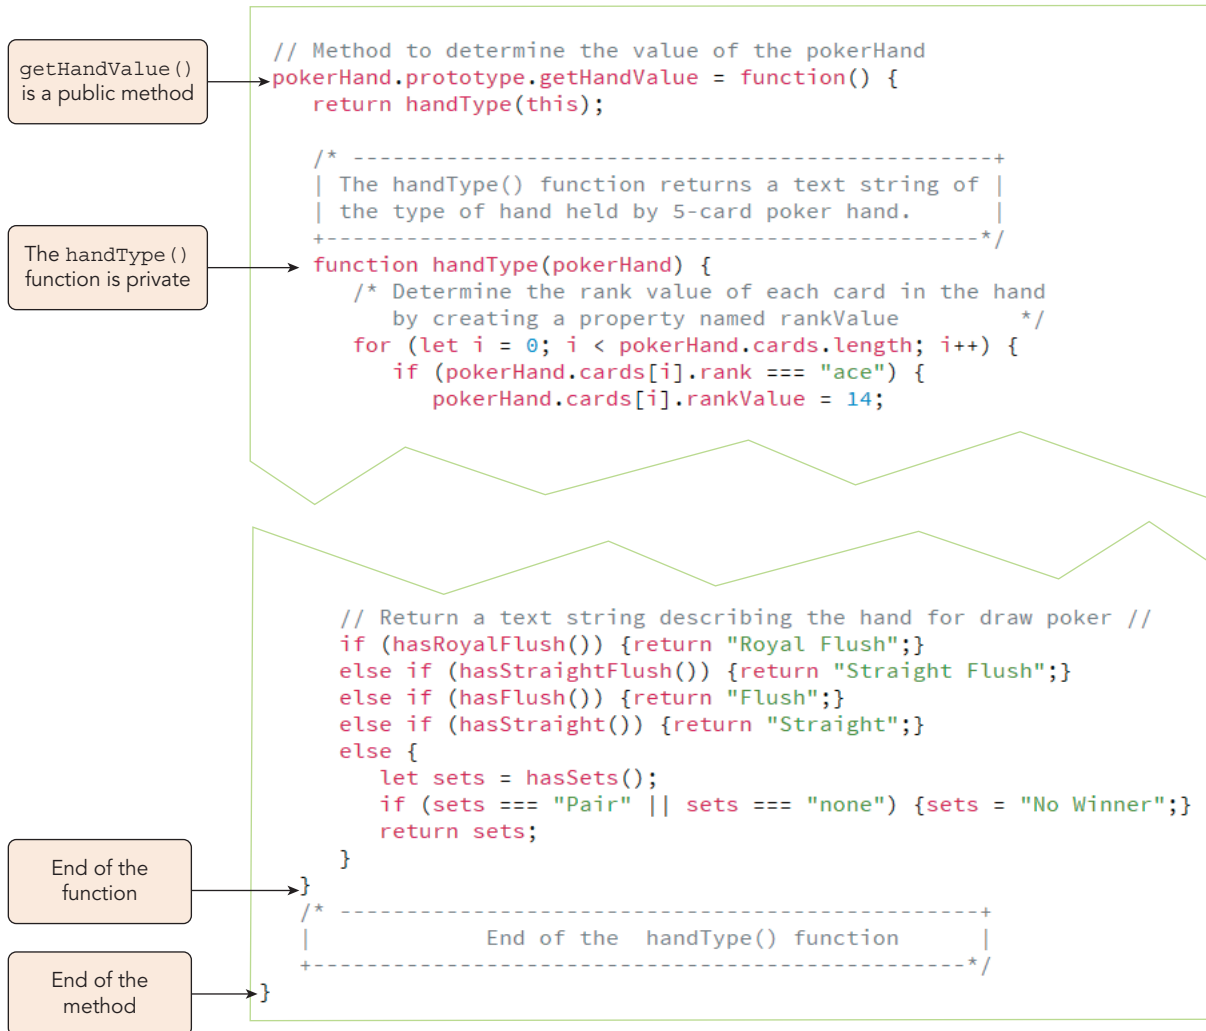 getHandValue()
is a public method
// Method to determine the value of the pokerHand
pokerHand.prototype.getHandValue = function() {
   return handType(this);
   /* ------------------------------------------------+
   | The handType() function returns a text string of |
   | the type of hand held by 5-card poker hand.      |
   +-------------------------------------------------*/
The handType()
function is private
   function handType(pokerHand) {
      /* Determine the rank value of each card in the hand
         by creating a property named rankValue         */
      for (let i = 0; i < pokerHand.cards.length; i++) {
         if (pokerHand.cards[i].rank === "ace") {
            pokerHand.cards[i].rankValue = 14;
      // Return a text string describing the hand for draw poker //
      if (hasRoyalFlush()) {return "Royal Flush";}
      else if (hasStraightFlush()) {return "Straight Flush";}
      else if (hasFlush()) {return "Flush";}
      else if (hasStraight()) {return "Straight";}
      else {
         let sets = hasSets();
         if (sets === "Pair" || sets === "none") {sets = "No Winner";}
         return sets;
      }
End of the
function
   }
   /* ------------------------------------------------+
   |             End of the  handType() function      |
   +-------------------------------------------------*/
End of the
method
}